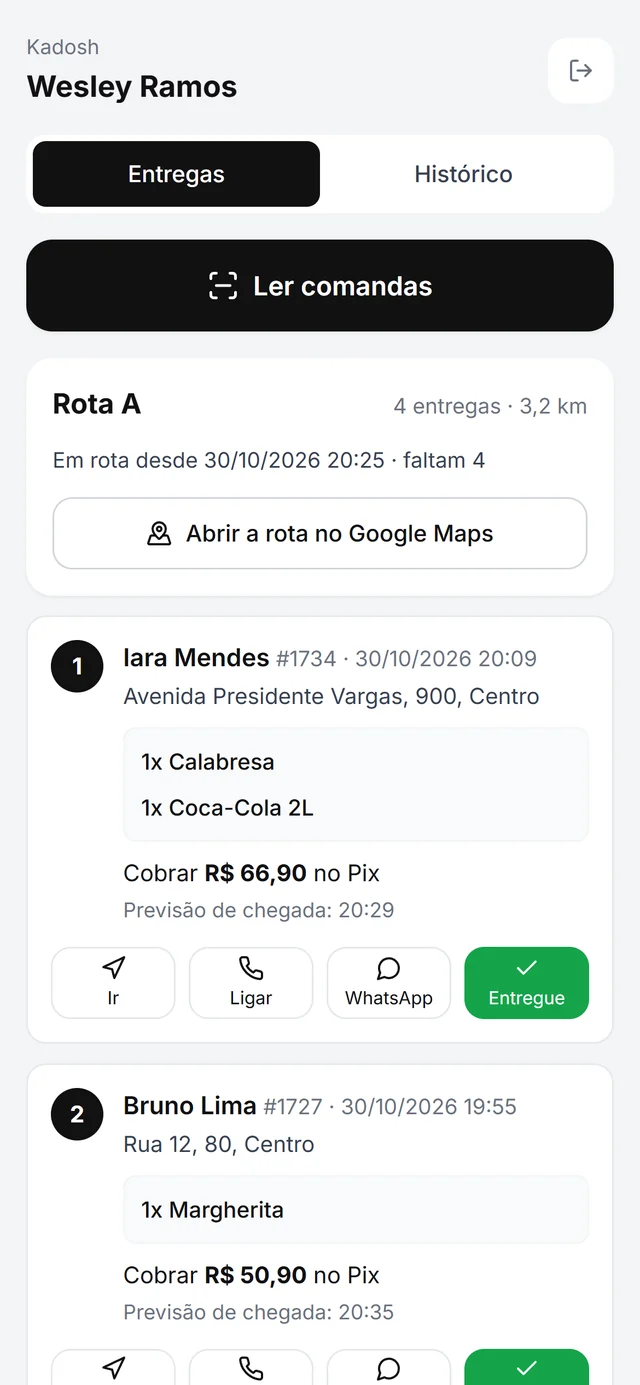 Kadosh
Wesley Ramos
Entregas
Histórico
Ler comandas
Rota A
4 entregas · 3,2 km
Em rota desde 30/10/2026 20:25 · faltam 4
Abrir a rota no Google Maps
1
Iara Mendes #1734 · 30/10/2026 20:09
Avenida Presidente Vargas, 900, Centro
1x Calabresa
1x Coca-Cola 2L
Cobrar R$ 66,90 no Pix
Previsão de chegada: 20:29
Ir
Ligar
WhatsApp
Entregue
2
Bruno Lima #1727 · 30/10/2026 19:55
Rua 12, 80, Centro
1x Margherita
Cobrar R$ 50,90 no Pix
Previsão de chegada: 20:35